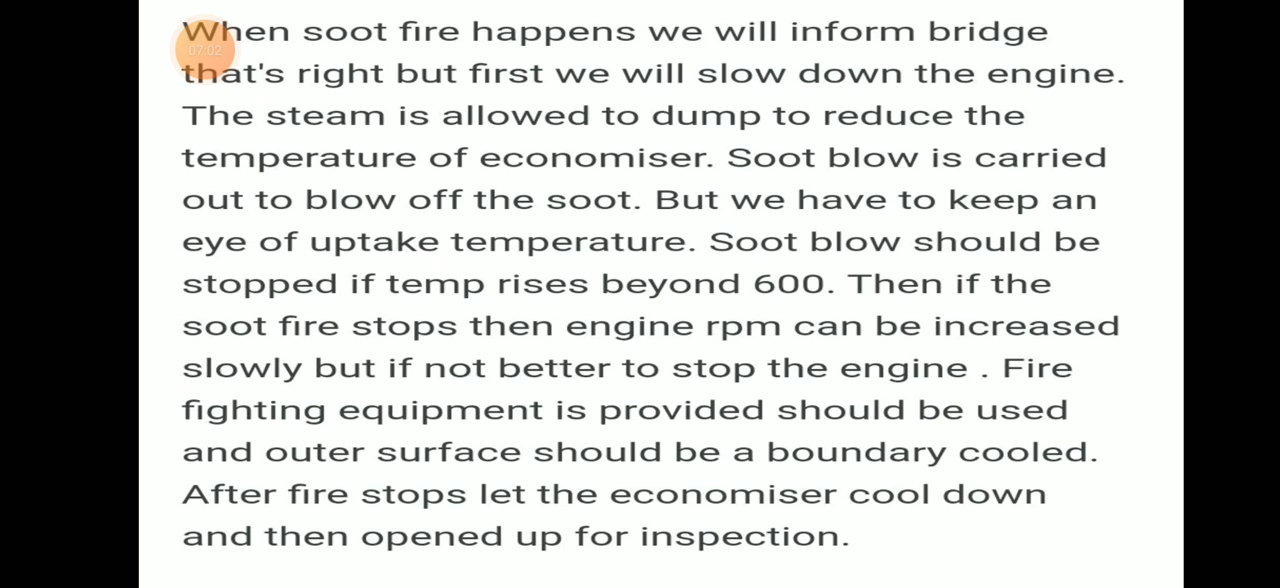 When soot fire happens we will inform bridge
07:02
that's right but first we will slow down the engine.
The steam is allowed to dump to reduce the
temperature of economiser. Soot blow is carried
out to blow off the soot. But we have to keep an
eye of uptake temperature. Soot blow should be
stopped if temp rises beyond 600. Then if the
soot fire stops then engine rpm can be increased
slowly but if not better to stop the engine . Fire
fighting equipment is provided should be used
and outer surface should be a boundary cooled.
After fire stops let the economiser cool down
and then opened up for inspection.